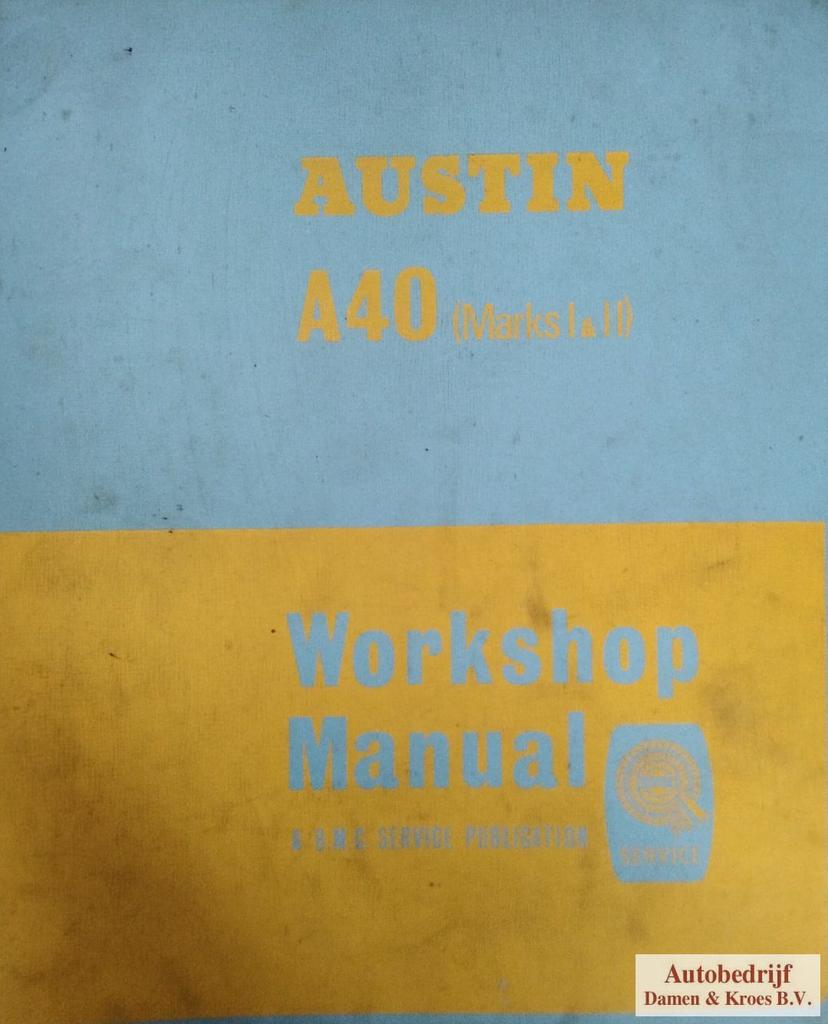 AUSTIN
A40 (Marks I & II)
Workshop
Manual
A B.M.C. SERVICE PUBLICATION
SERVICE
Autobedrijf
Damen & Kroes B.V.